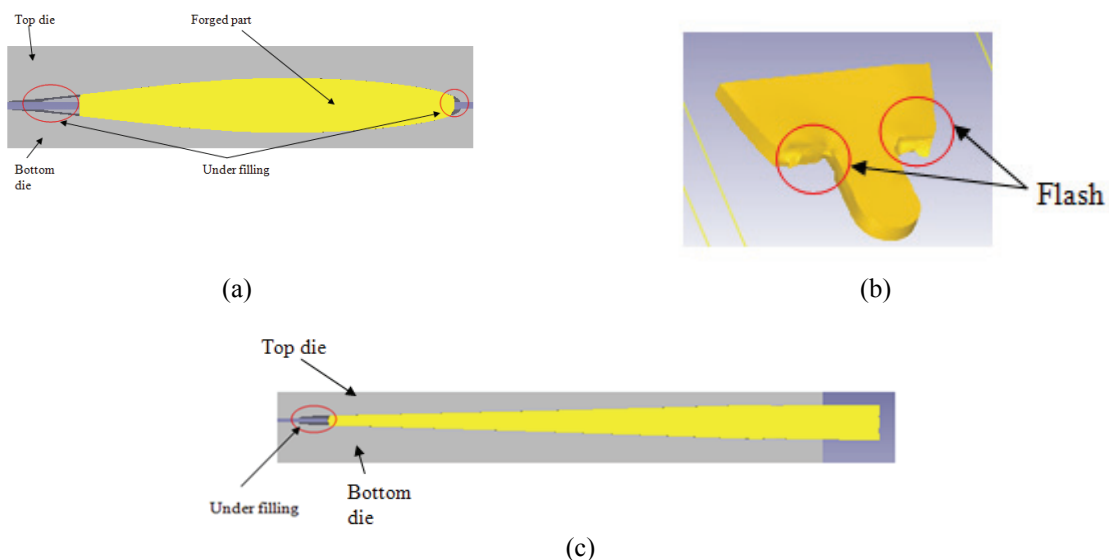 Top die
Forged part
Bottom
die
Under filling
Flash
(a)
(b)
Top die
Under filling
Bottom
die
(c)